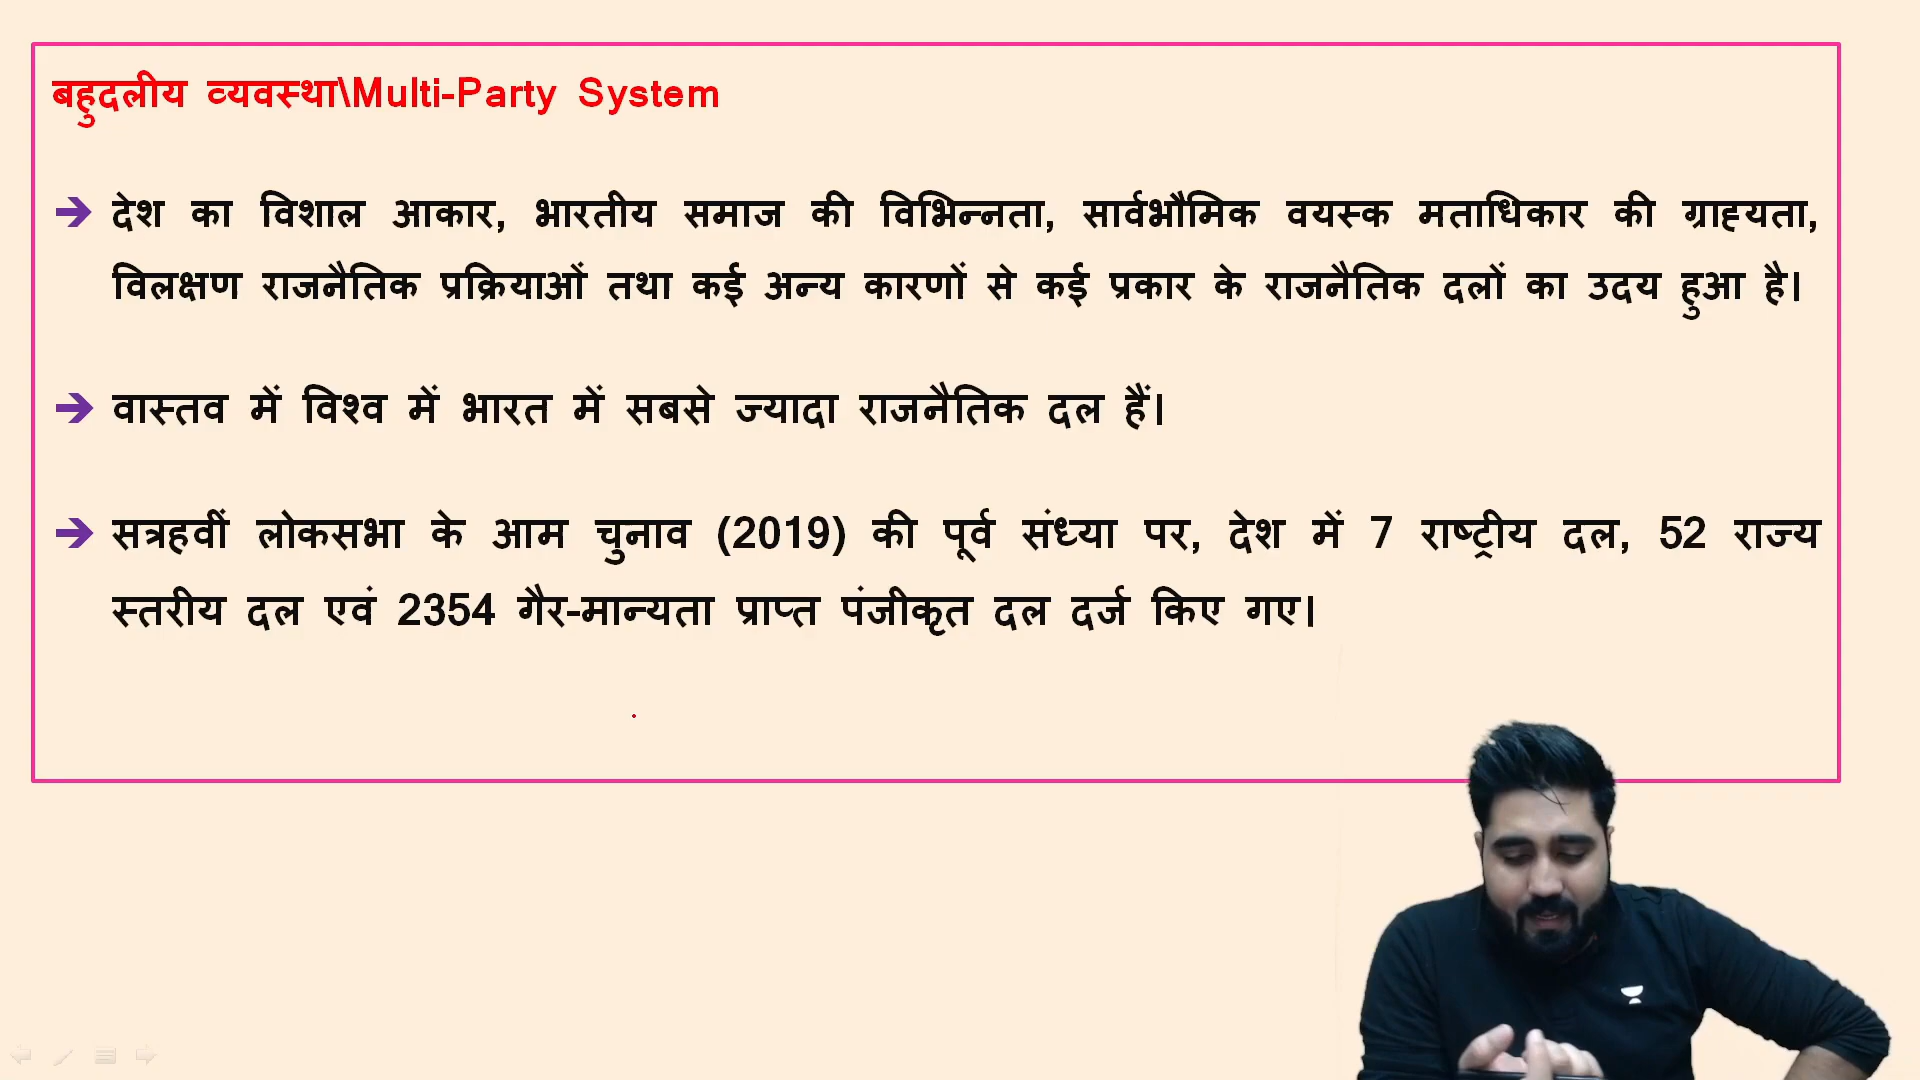 बहुदलीय व्यवस्था\Multi-Party System
➔ देश का विशाल आकार, भारतीय समाज की विभिन्नता, सार्वभौमिक वयस्क मताधिकार की ग्राह्यता,
विलक्षण राजनैतिक प्रक्रियाओं तथा कई अन्य कारणों से कई प्रकार के राजनैतिक दलों का उदय हुआ है।
➔ वास्तव में विश्व में भारत में सबसे ज्यादा राजनैतिक दल हैं।
➔ सत्रहवीं लोकसभा के आम चुनाव (2019) की पूर्व संध्या पर, देश में 7 राष्ट्रीय दल, 52 राज्य
स्तरीय दल एवं 2354 गैर-मान्यता प्राप्त पंजीकृत दल दर्ज किए गए।